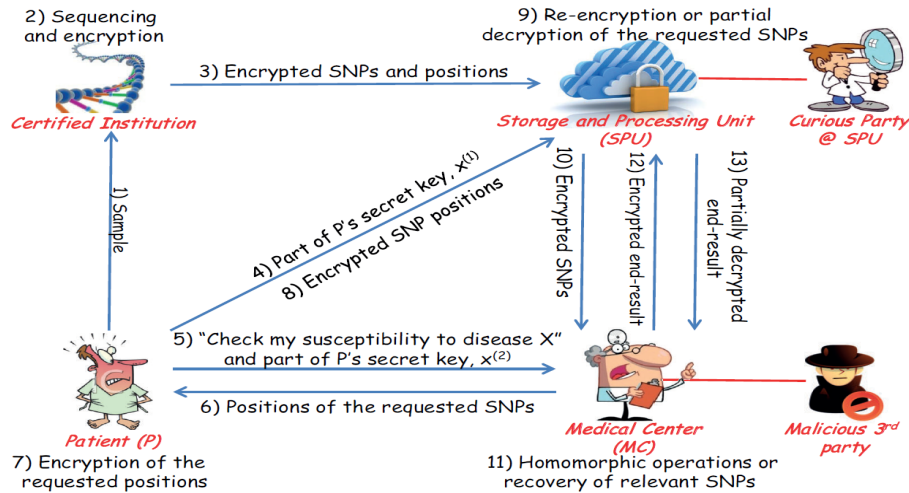 2) Sequencing
and encryption
9) Re-encryption or partial
decryption of the requested SNPs
3) Encrypted SNPs and positions
Certified Institution
Storage and Processing Unit
(SPU)
Curious Party
@ SPU
1) Sample
4) Part of P's secret key, x(1)
8) Encrypted SNP positions
10) Encrypted SNPs
12) Encrypted end-result
13) Partially decrypted
end-result
5) “Check my susceptibility to disease X”
and part of P's secret key, x(2)
6) Positions of the requested SNPs
Patient (P)
Medical Center
(MC)
Malicious 3rd
party
7) Encryption of the
requested positions
11) Homomorphic operations or
recovery of relevant SNPs